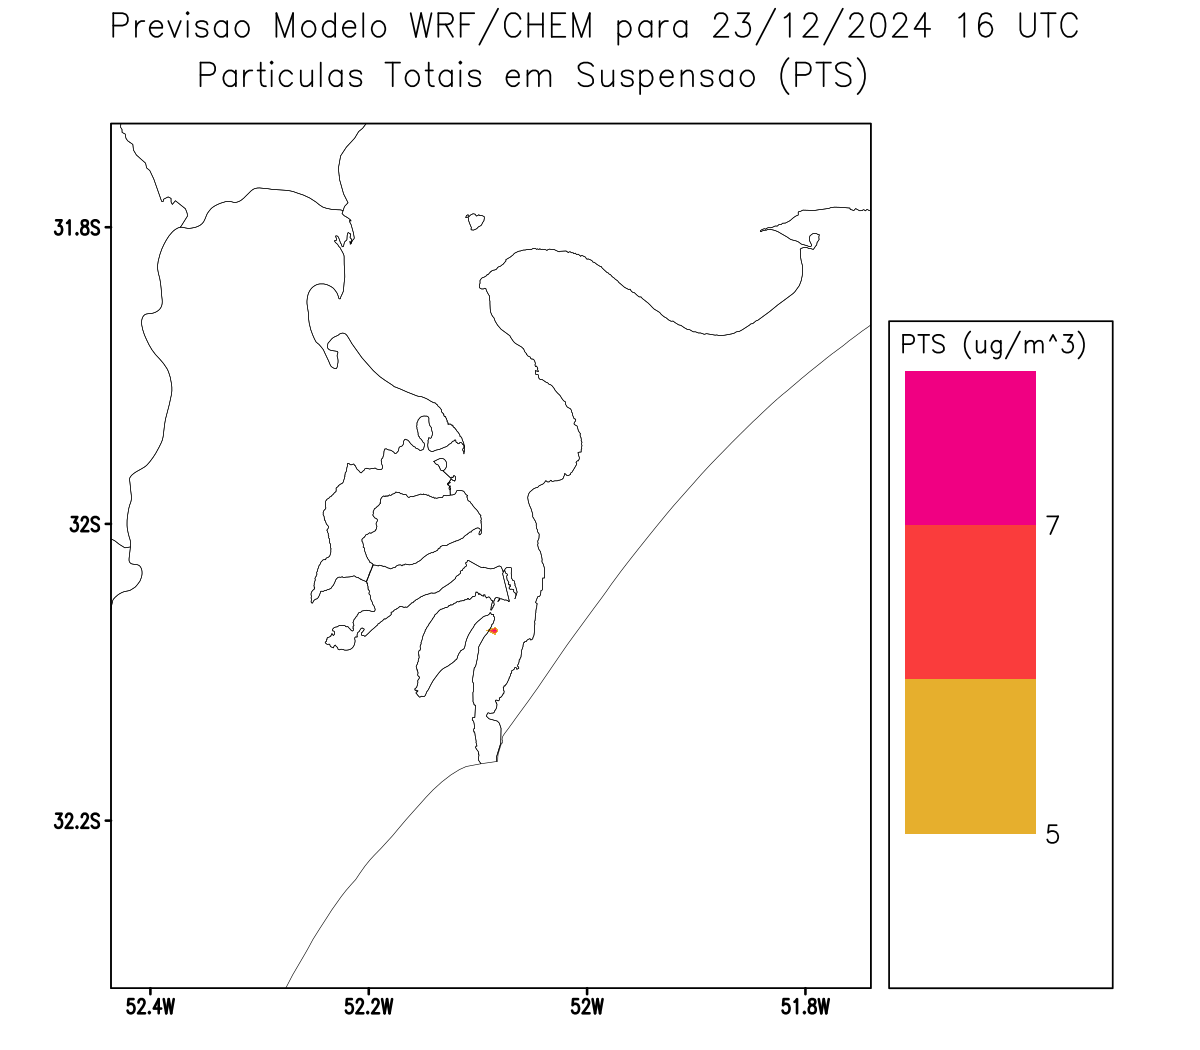 Previsao Modelo WRF/CHEM para 23/12/2024 16 UTC
Particulas Totais em Suspensao (PTS)
31.8S
32S
32.2S
52.4W
52.2W
52W
51.8W
PTS (ug/m^3)
7
5